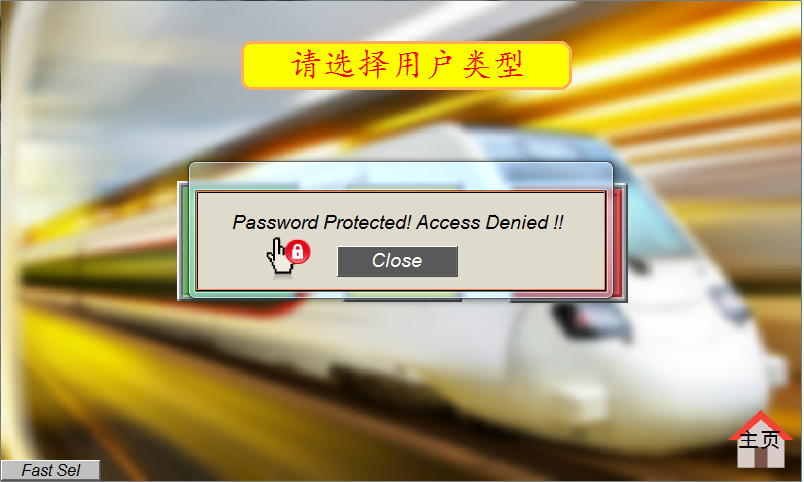 请选择用户类型
Password Protected! Access Denied !!
Close
主页
Fast Sel